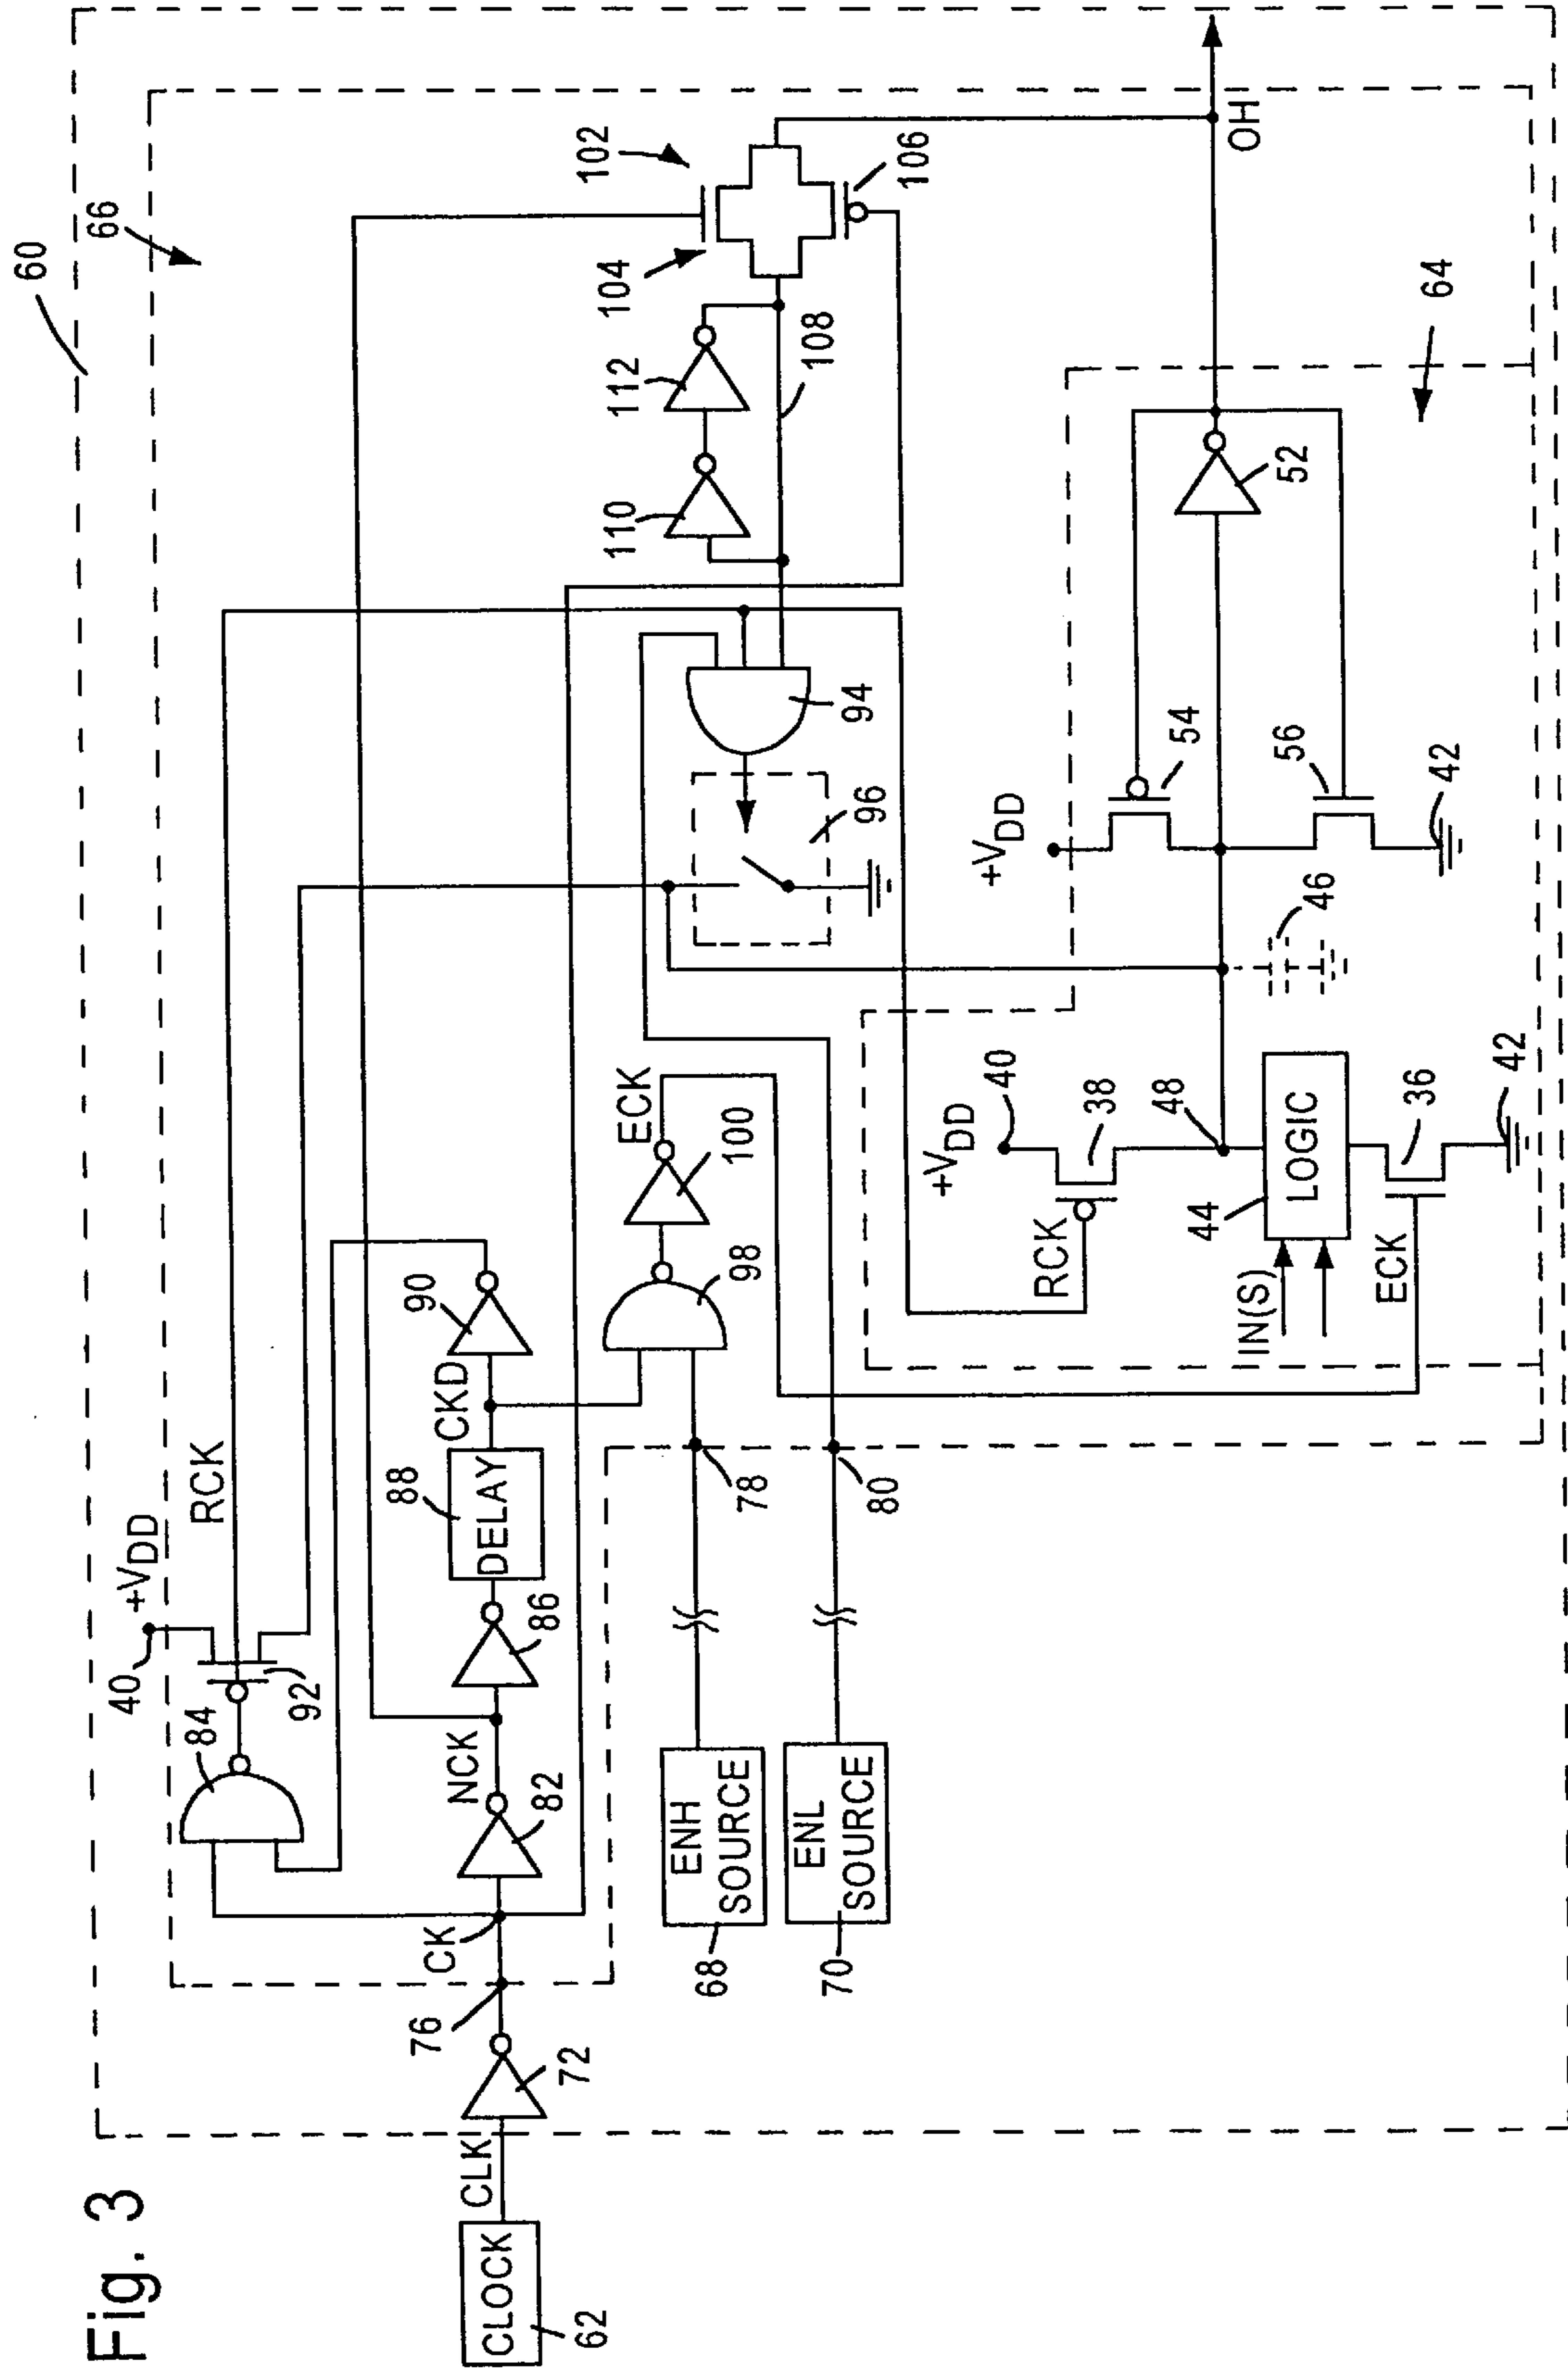 Fig. 3
60
66
40
+VDD
RCK
84
92
NCK
CKD
90
88
DELAY
86
82
CK
76
72
CLK
CLOCK
62
102
104
106
112
110
108
94
96
ECK
100
98
78
80
ENH
SOURCE
68
ENL
SOURCE
70
OH
64
52
54
56
+VDD
42
46
+VDD
40
38
48
RCK
44
LOGIC
IN(S)
36
ECK
42